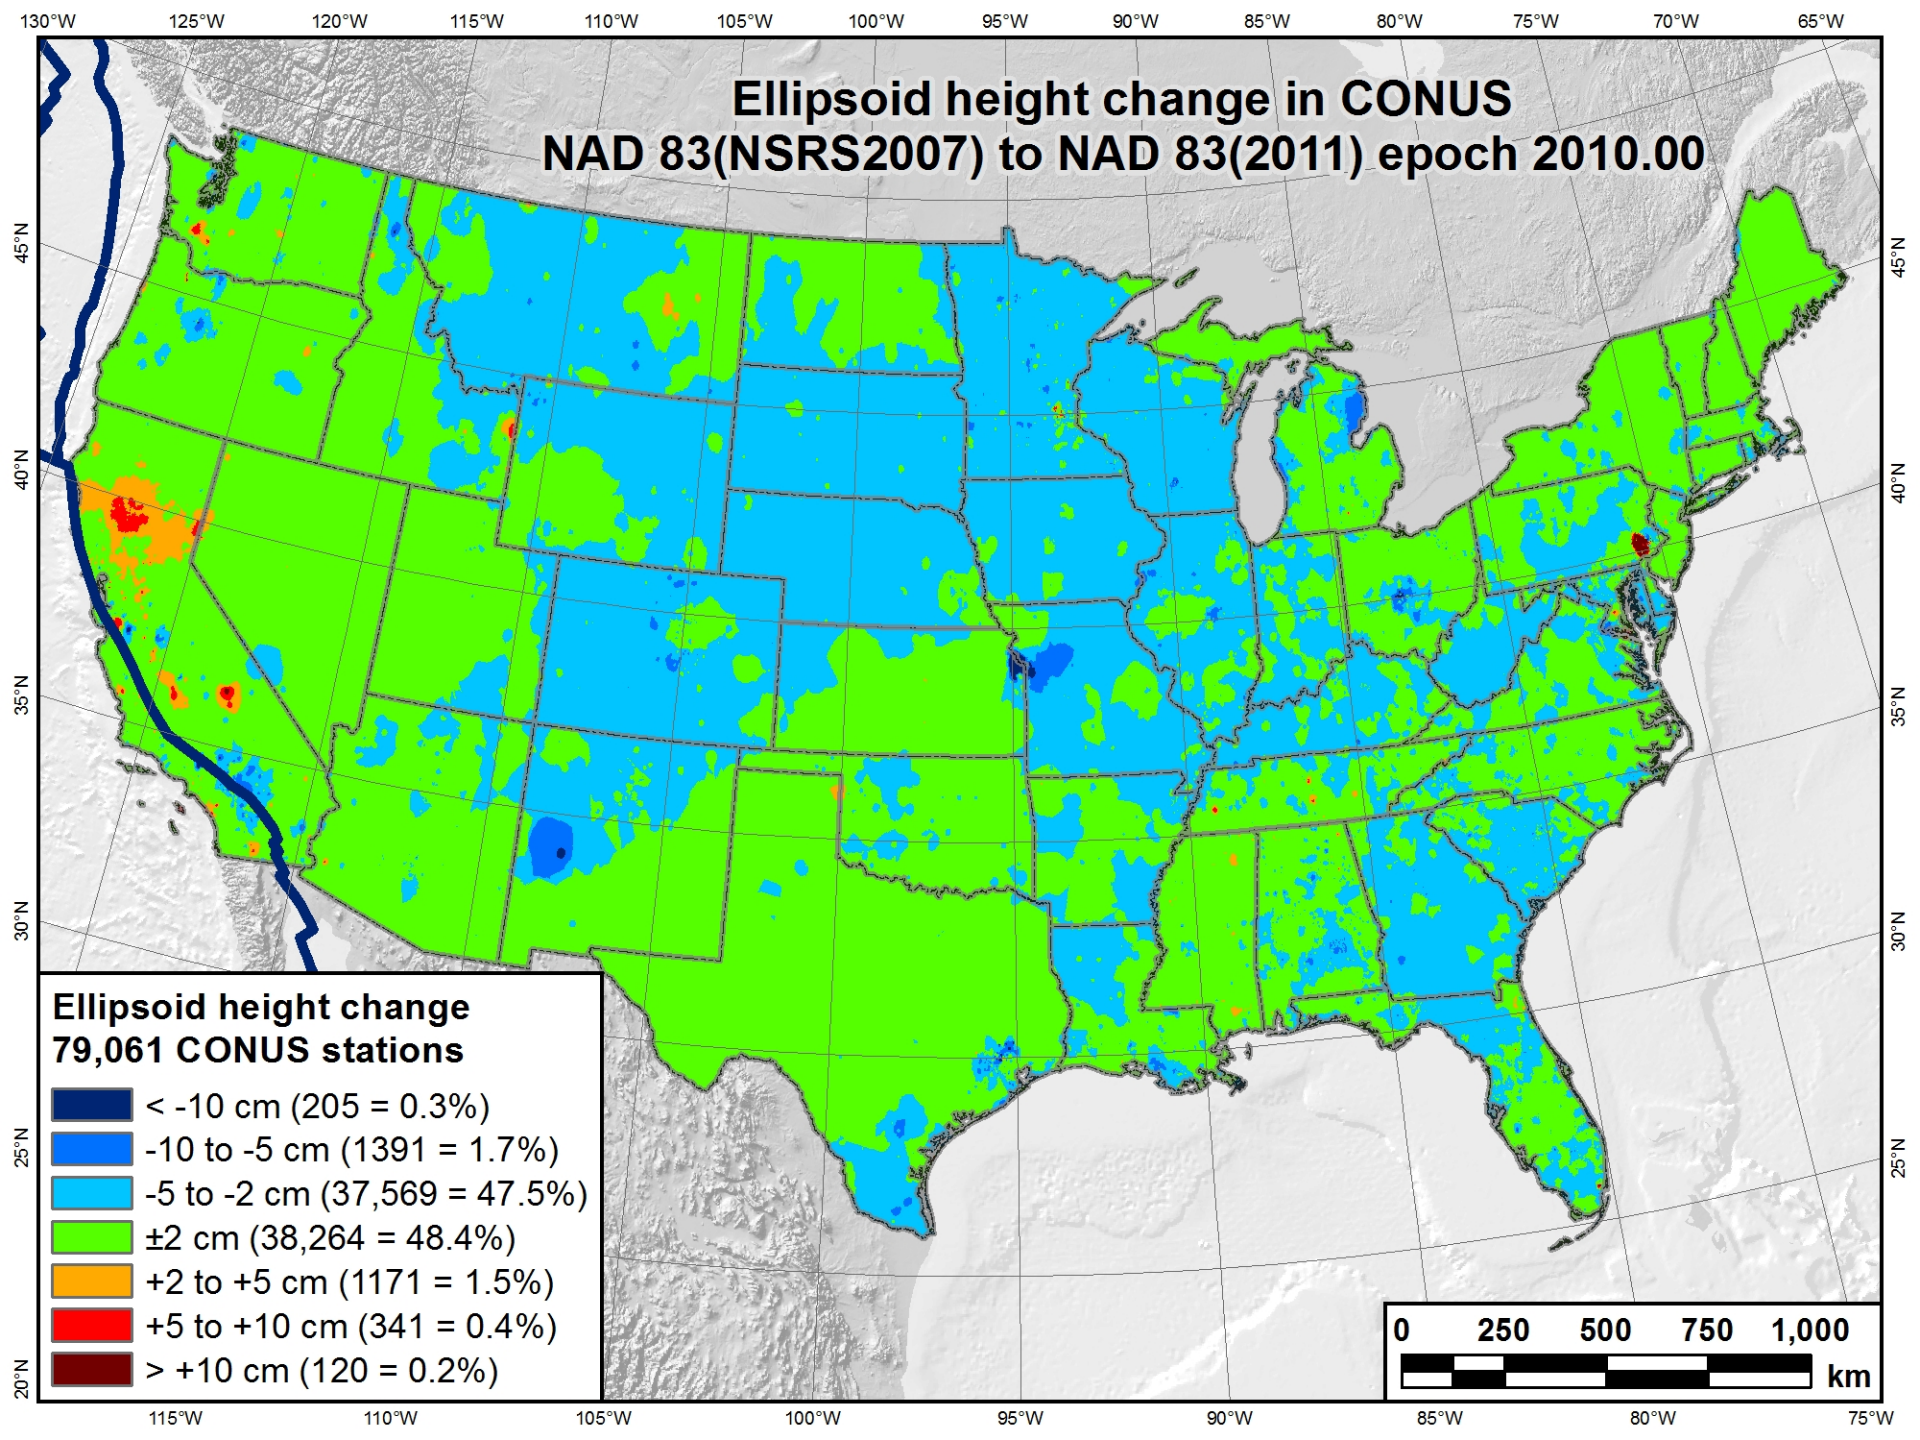 130°W 125°W 120°W 115°W 110°W 105°W 100°W 95°W 90°W 85°W 80°W 75°W 70°W 65°W
Ellipsoid height change in CONUS
NAD 83(NSRS2007) to NAD 83(2011) epoch 2010.00
45°N
40°N
35°N
30°N
25°N
20°N
45°N
40°N
35°N
30°N
25°N
Ellipsoid height change
79,061 CONUS stations
< -10 cm (205 = 0.3%)
-10 to -5 cm (1391 = 1.7%)
-5 to -2 cm (37,569 = 47.5%)
±2 cm (38,264 = 48.4%)
+2 to +5 cm (1171 = 1.5%)
+5 to +10 cm (341 = 0.4%)
> +10 cm (120 = 0.2%)
0 250 500 750 1,000
km
115°W 110°W 105°W 100°W 95°W 90°W 85°W 80°W 75°W